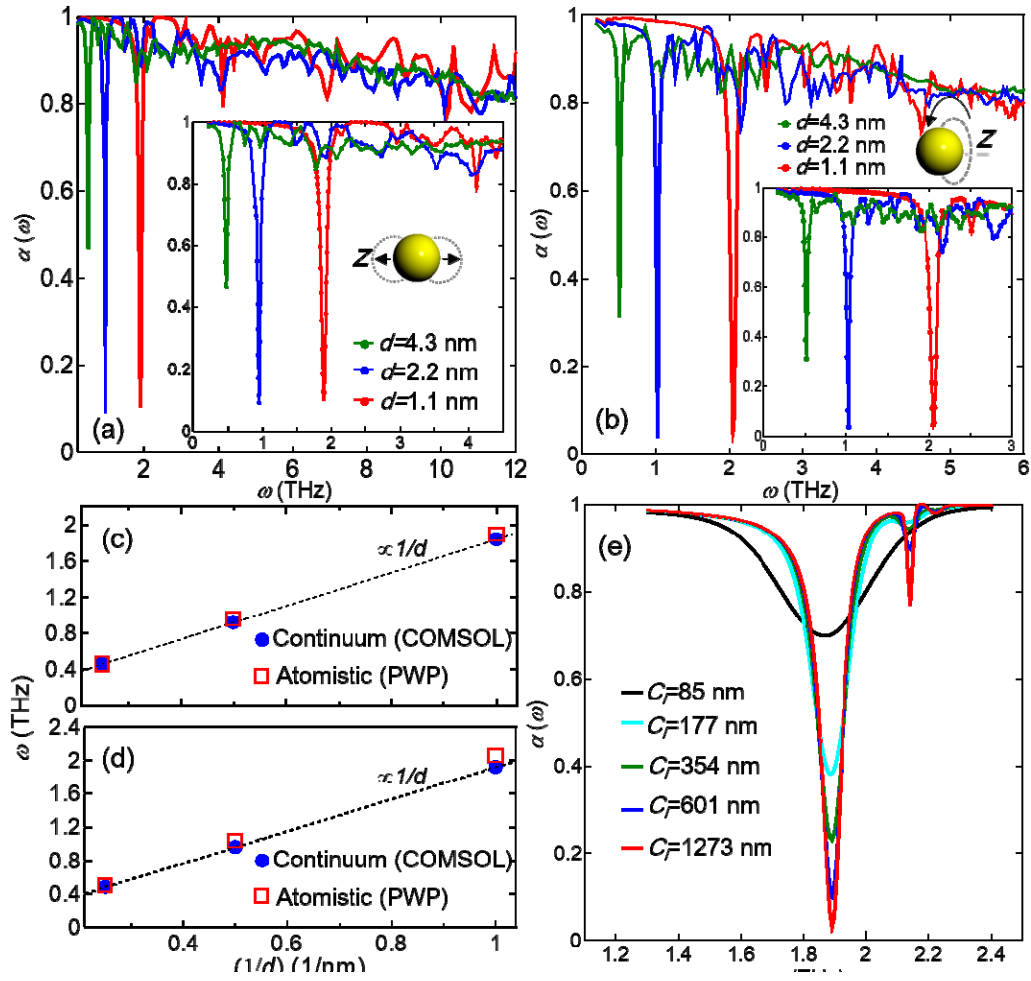 1
0.8
0.6
0.4
0.2
0
α (ω)
2 4 6 8 10 12
ω (THz)
(a)
1
0.8
0.6
0.4
0.2
0
0 1 2 3 4
Z
d=4.3 nm
d=2.2 nm
d=1.1 nm
1
0.8
0.6
0.4
0.2
0
α (ω)
0 1 2 3 4 5 6
ω (THz)
(b)
d=4.3 nm
d=2.2 nm
d=1.1 nm
Z
1
0.8
0.6
0.4
0.2
0
0 1 2 3
(c)
2
1.6
1.2
0.8
0.4
0
∝1/d
Continuum (COMSOL)
Atomistic (PWP)
ω (THz)
(d)
2.4
2
1.6
1.2
0.8
0.4
0
∝1/d
Continuum (COMSOL)
Atomistic (PWP)
0.4 0.6 0.8 1
(1/d) (1/nm)
(e)
1
0.8
0.6
0.4
0.2
0
α (ω)
Cl=85 nm
Cl=177 nm
Cl=354 nm
Cl=601 nm
Cl=1273 nm
1.2 1.4 1.6 1.8 2 2.2 2.4